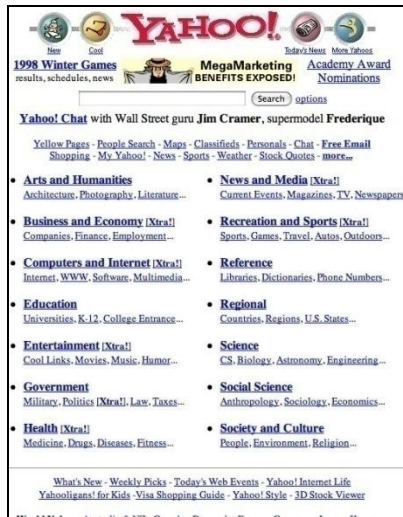 YAHOO!
New Cool Today's News More Yahoos
1998 Winter Games
results, schedules, news
MegaMarketing
BENEFITS EXPOSED!
Academy Award
Nominations
Search options
Yahoo! Chat with Wall Street guru Jim Cramer, supermodel Frederique
Yellow Pages - People Search - Maps - Classifieds - Personals - Chat - Free Email
Shopping - My Yahoo! - News - Sports - Weather - Stock Quotes - more...
Arts and Humanities
Architecture, Photography, Literature...
Business and Economy [Xtra!]
Companies, Finance, Employment...
Computers and Internet [Xtra!]
Internet, WWW, Software, Multimedia...
Education
Universities, K-12, College Entrance...
Entertainment [Xtra!]
Cool Links, Movies, Music, Humor...
Government
Military, Politics [Xtra!], Law, Taxes...
Health [Xtra!]
Medicine, Drugs, Diseases, Fitness...
News and Media [Xtra!]
Current Events, Magazines, TV, Newspapers
Recreation and Sports [Xtra!]
Sports, Games, Travel, Autos, Outdoors...
Reference
Libraries, Dictionaries, Phone Numbers...
Regional
Countries, Regions, U.S. States...
Science
CS, Biology, Astronomy, Engineering...
Social Science
Anthropology, Sociology, Economics...
Society and Culture
People, Environment, Religion...
What's New - Weekly Picks - Today's Web Events - Yahoo! Internet Life
Yahooligans! for Kids -Visa Shopping Guide - Yahoo! Style - 3D Stock Viewer